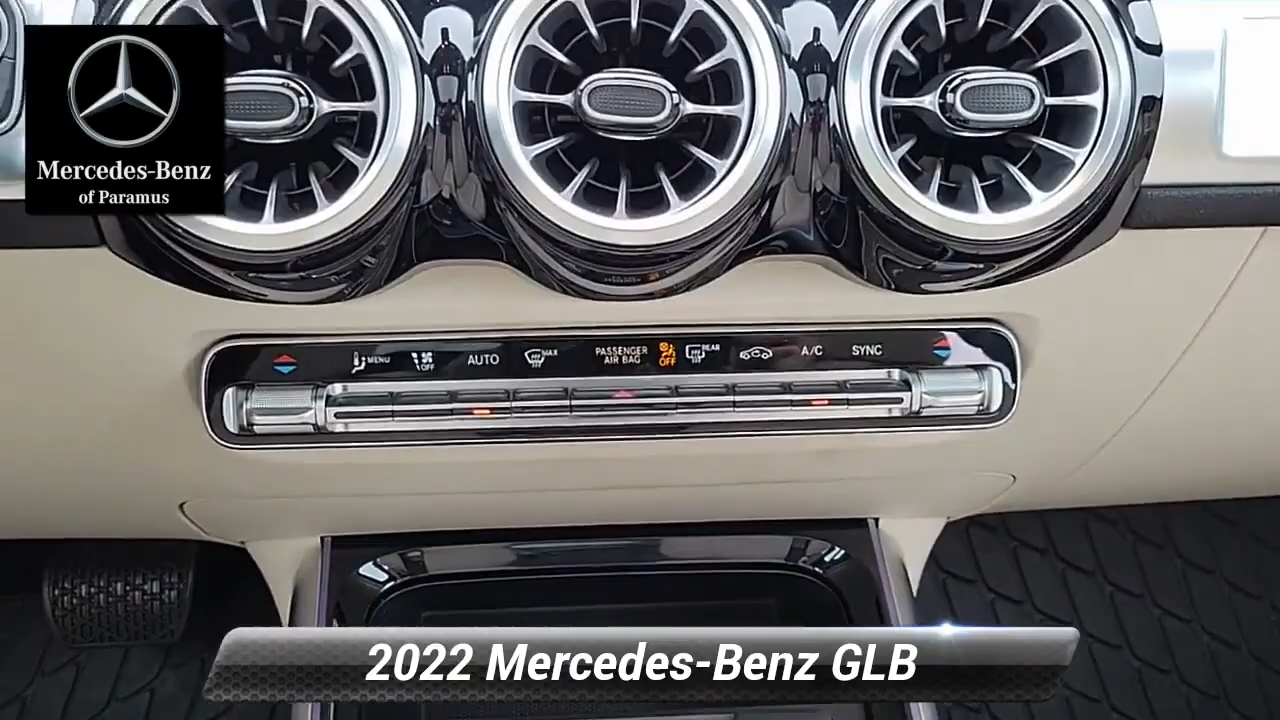 Mercedes-Benz
of Paramus
MENU
OFF
AUTO
MAX
PASSENGER
AIR BAG
OFF
REAR
A/C
SYNC
2022 Mercedes-Benz GLB